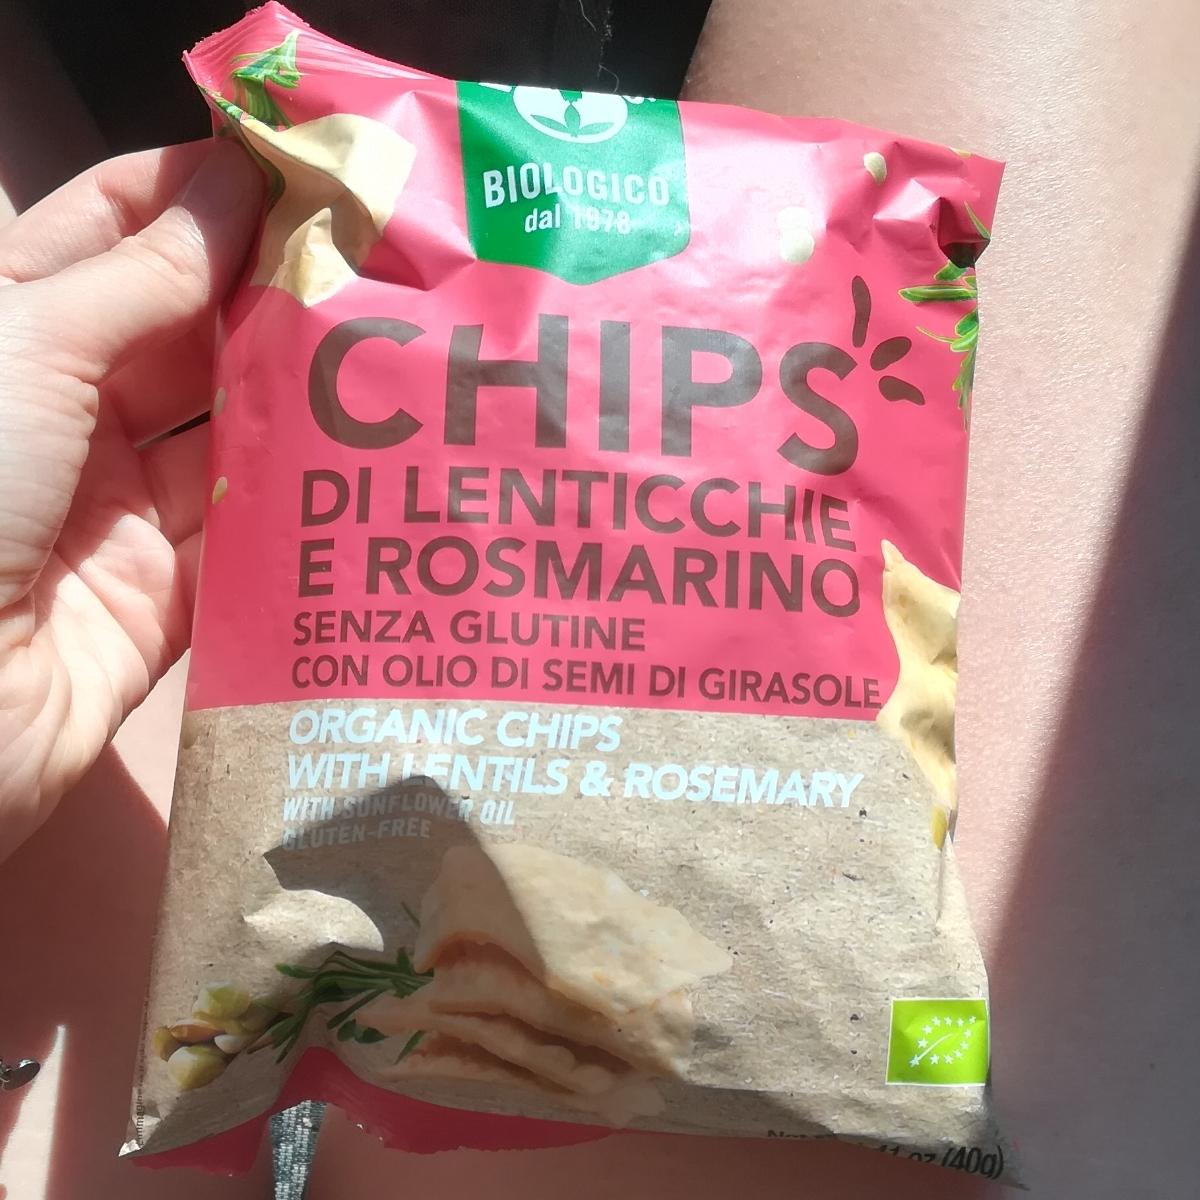 BIOLOGICO
dal 1978
CHIPS
DI LENTICCHIE
E ROSMARINO
SENZA GLUTINE
CON OLIO DI SEMI DI GIRASOLE
ORGANIC CHIPS
WITH LENTILS & ROSEMARY
WITH SUNFLOWER OIL
GLUTEN-FREE
oz (40g)